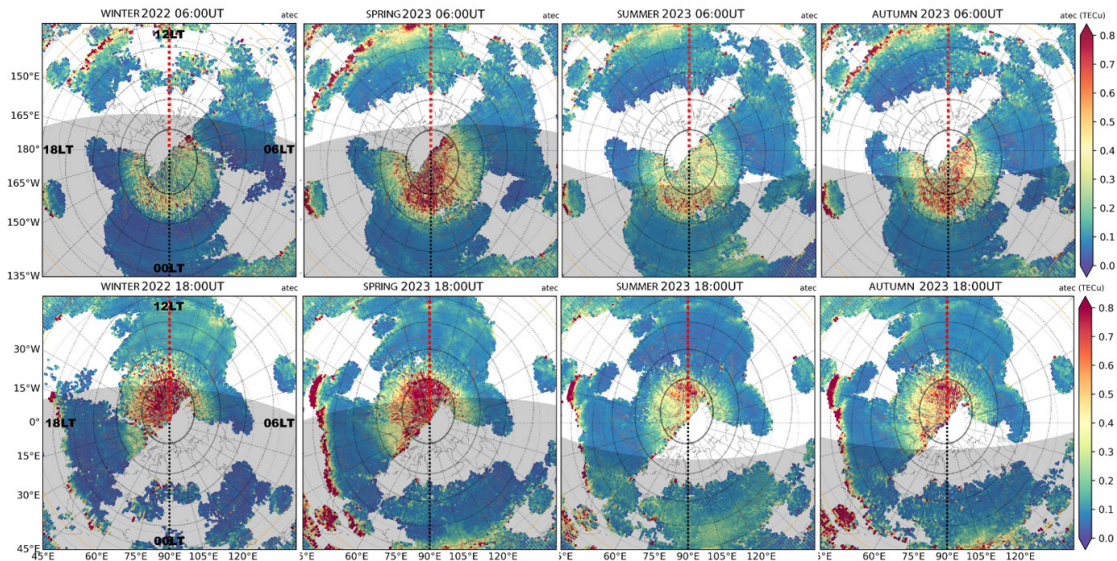 WINTER 2022 06:00UT atec
SPRING 2023 06:00UT atec
SUMMER 2023 06:00UT atec
AUTUMN 2023 06:00UT atec (TECu)
12LT
150°E
165°E
18LT 180° 06LT
165°W
150°W
00LT
135°W
0.8
0.7
0.6
0.5
0.4
0.3
0.2
0.1
0.0
WINTER 2022 18:00UT atec
SPRING 2023 18:00UT atec
SUMMER 2023 18:00UT atec
AUTUMN 2023 18:00UT atec (TECu)
12LT
30°W
15°W
18LT 0° 06LT
15°E
30°E
00LT
45°E
0.8
0.7
0.6
0.5
0.4
0.3
0.2
0.1
0.0
45°E 60°E 75°E 90°E 105°E 120°E
60°E 75°E 90°E 105°E 120°E
60°E 75°E 90°E 105°E 120°E
60°E 75°E 90°E 105°E 120°E